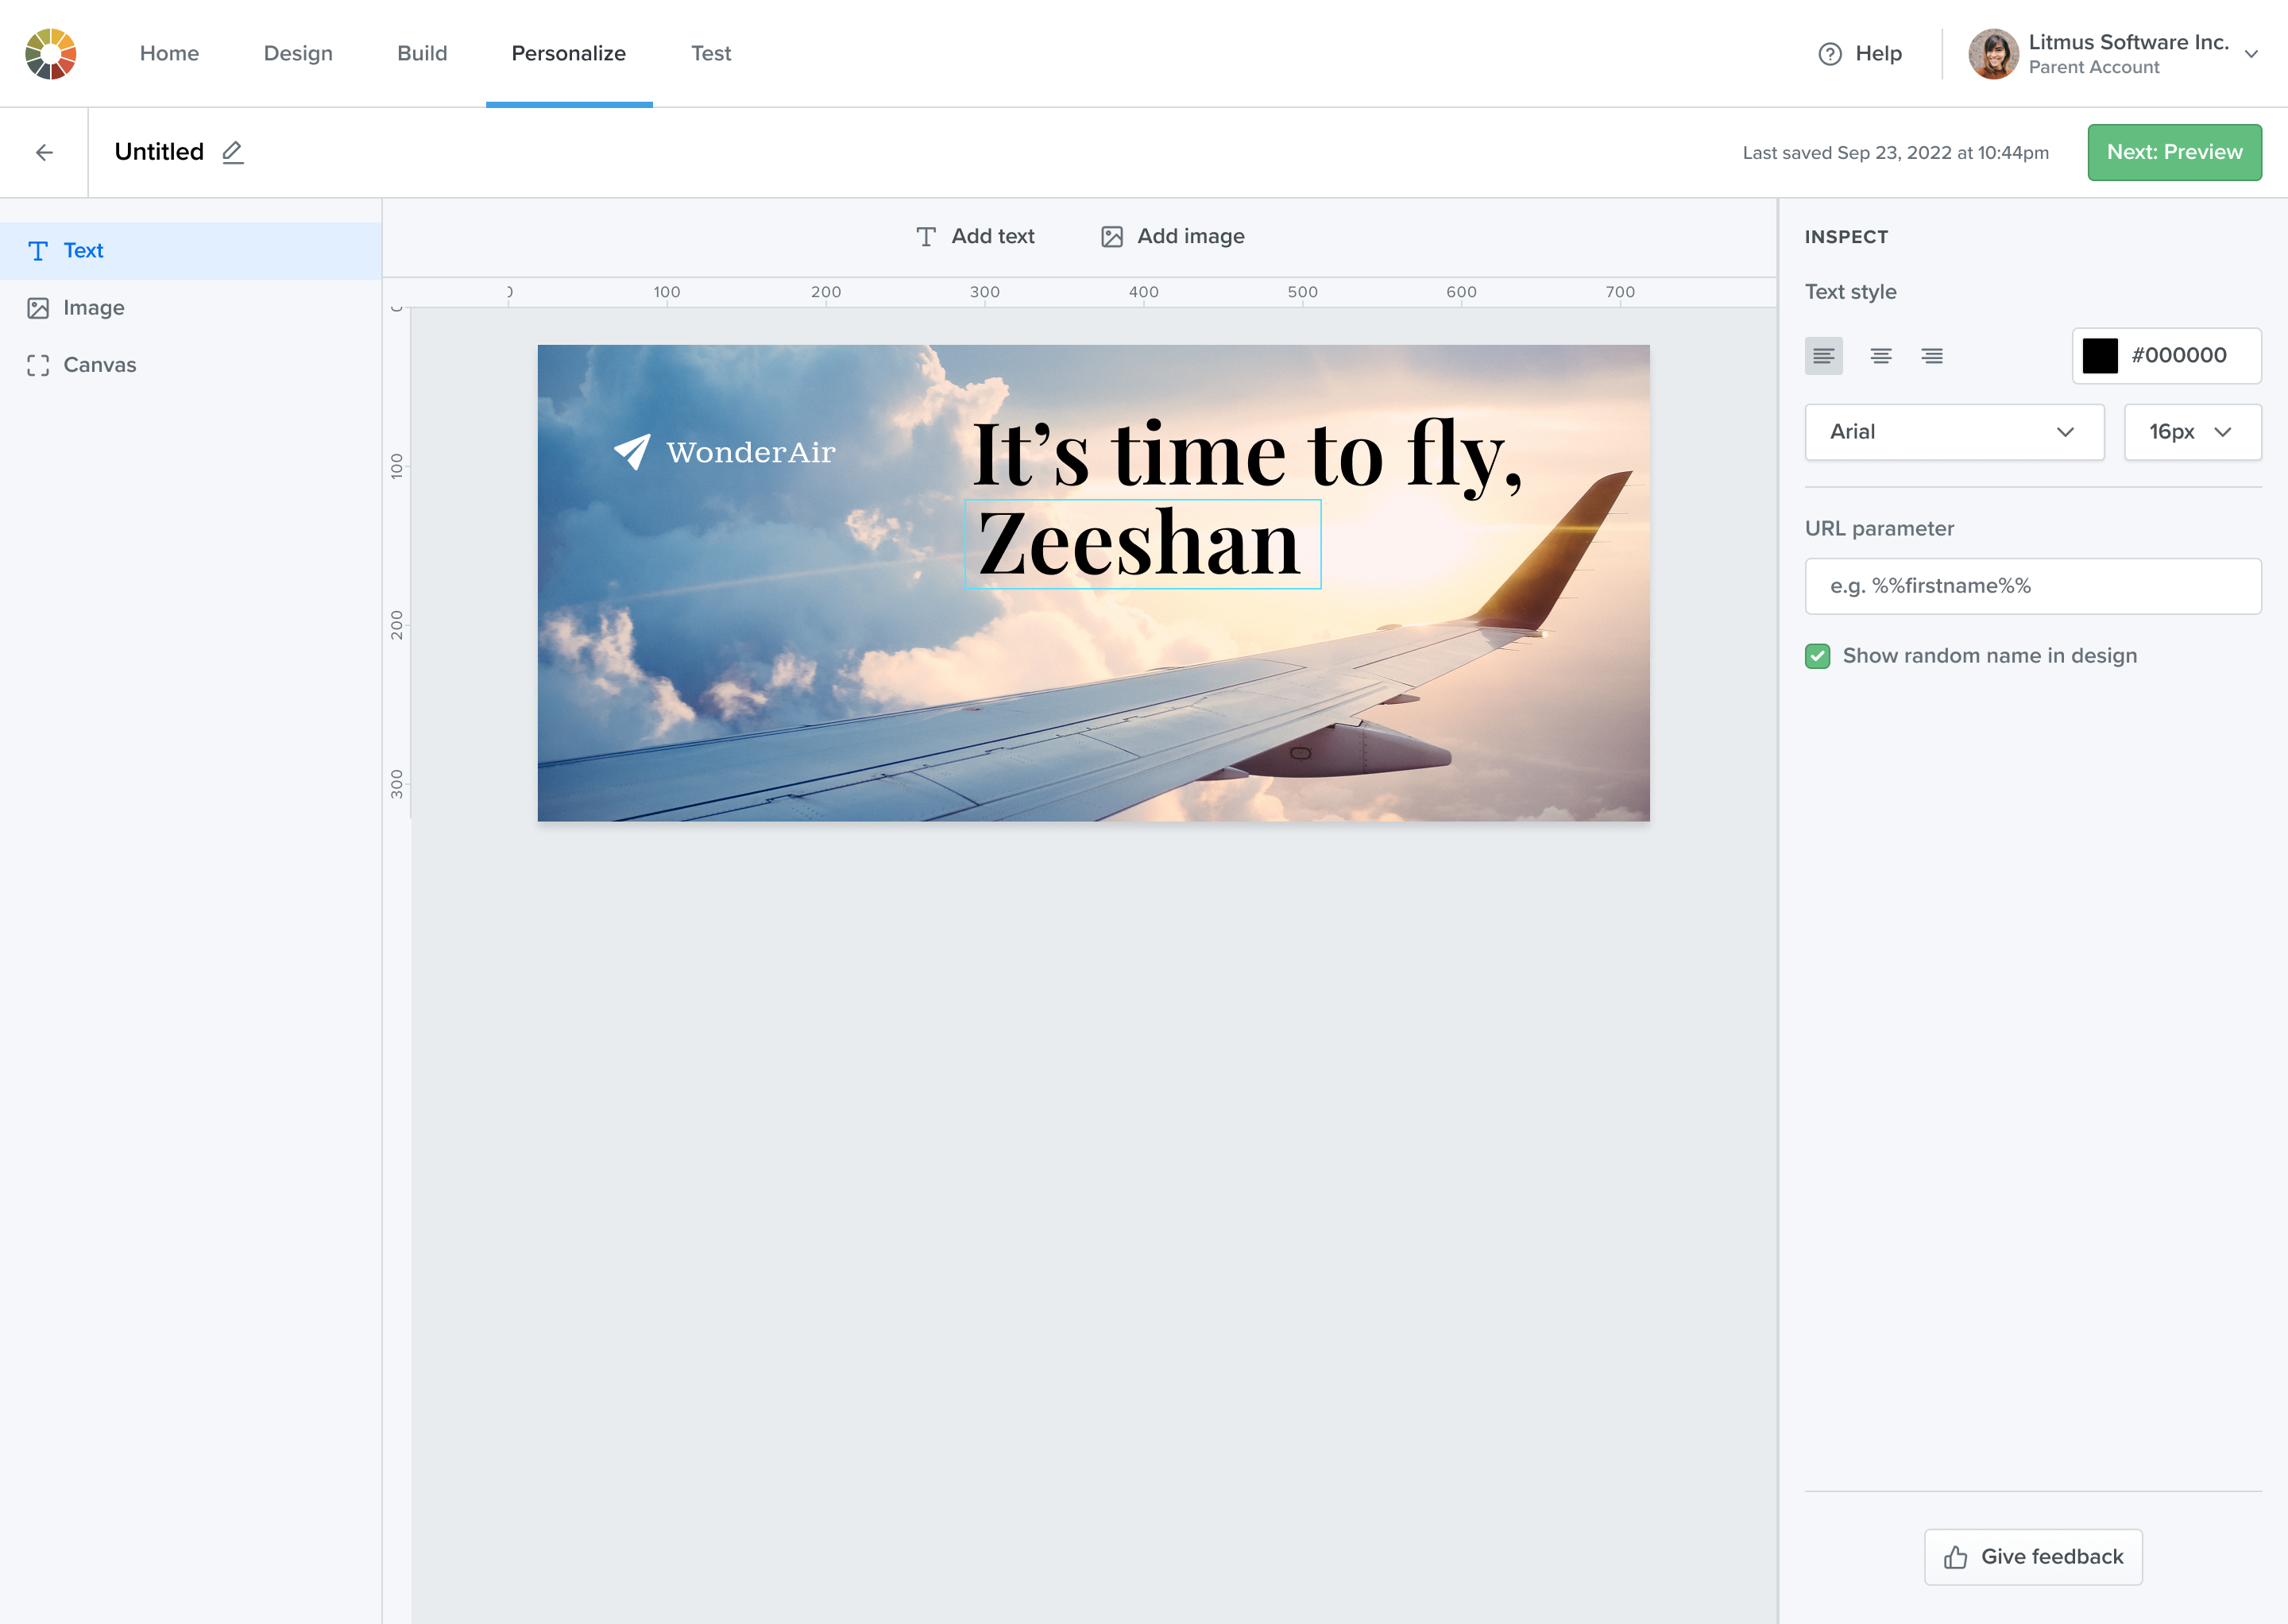 Home
Design
Build
Personalize
Test
Help
Litmus Software Inc.
Parent Account
Untitled
Last saved Sep 23, 2022 at 10:44pm
Next: Preview
Text
Image
Canvas
Add text
Add image
0
100
200
300
400
500
600
700
0
100
200
300
WonderAir
It’s time to fly,
Zeeshan
INSPECT
Text style
#000000
Arial
16px
URL parameter
e.g. %%firstname%%
Show random name in design
Give feedback